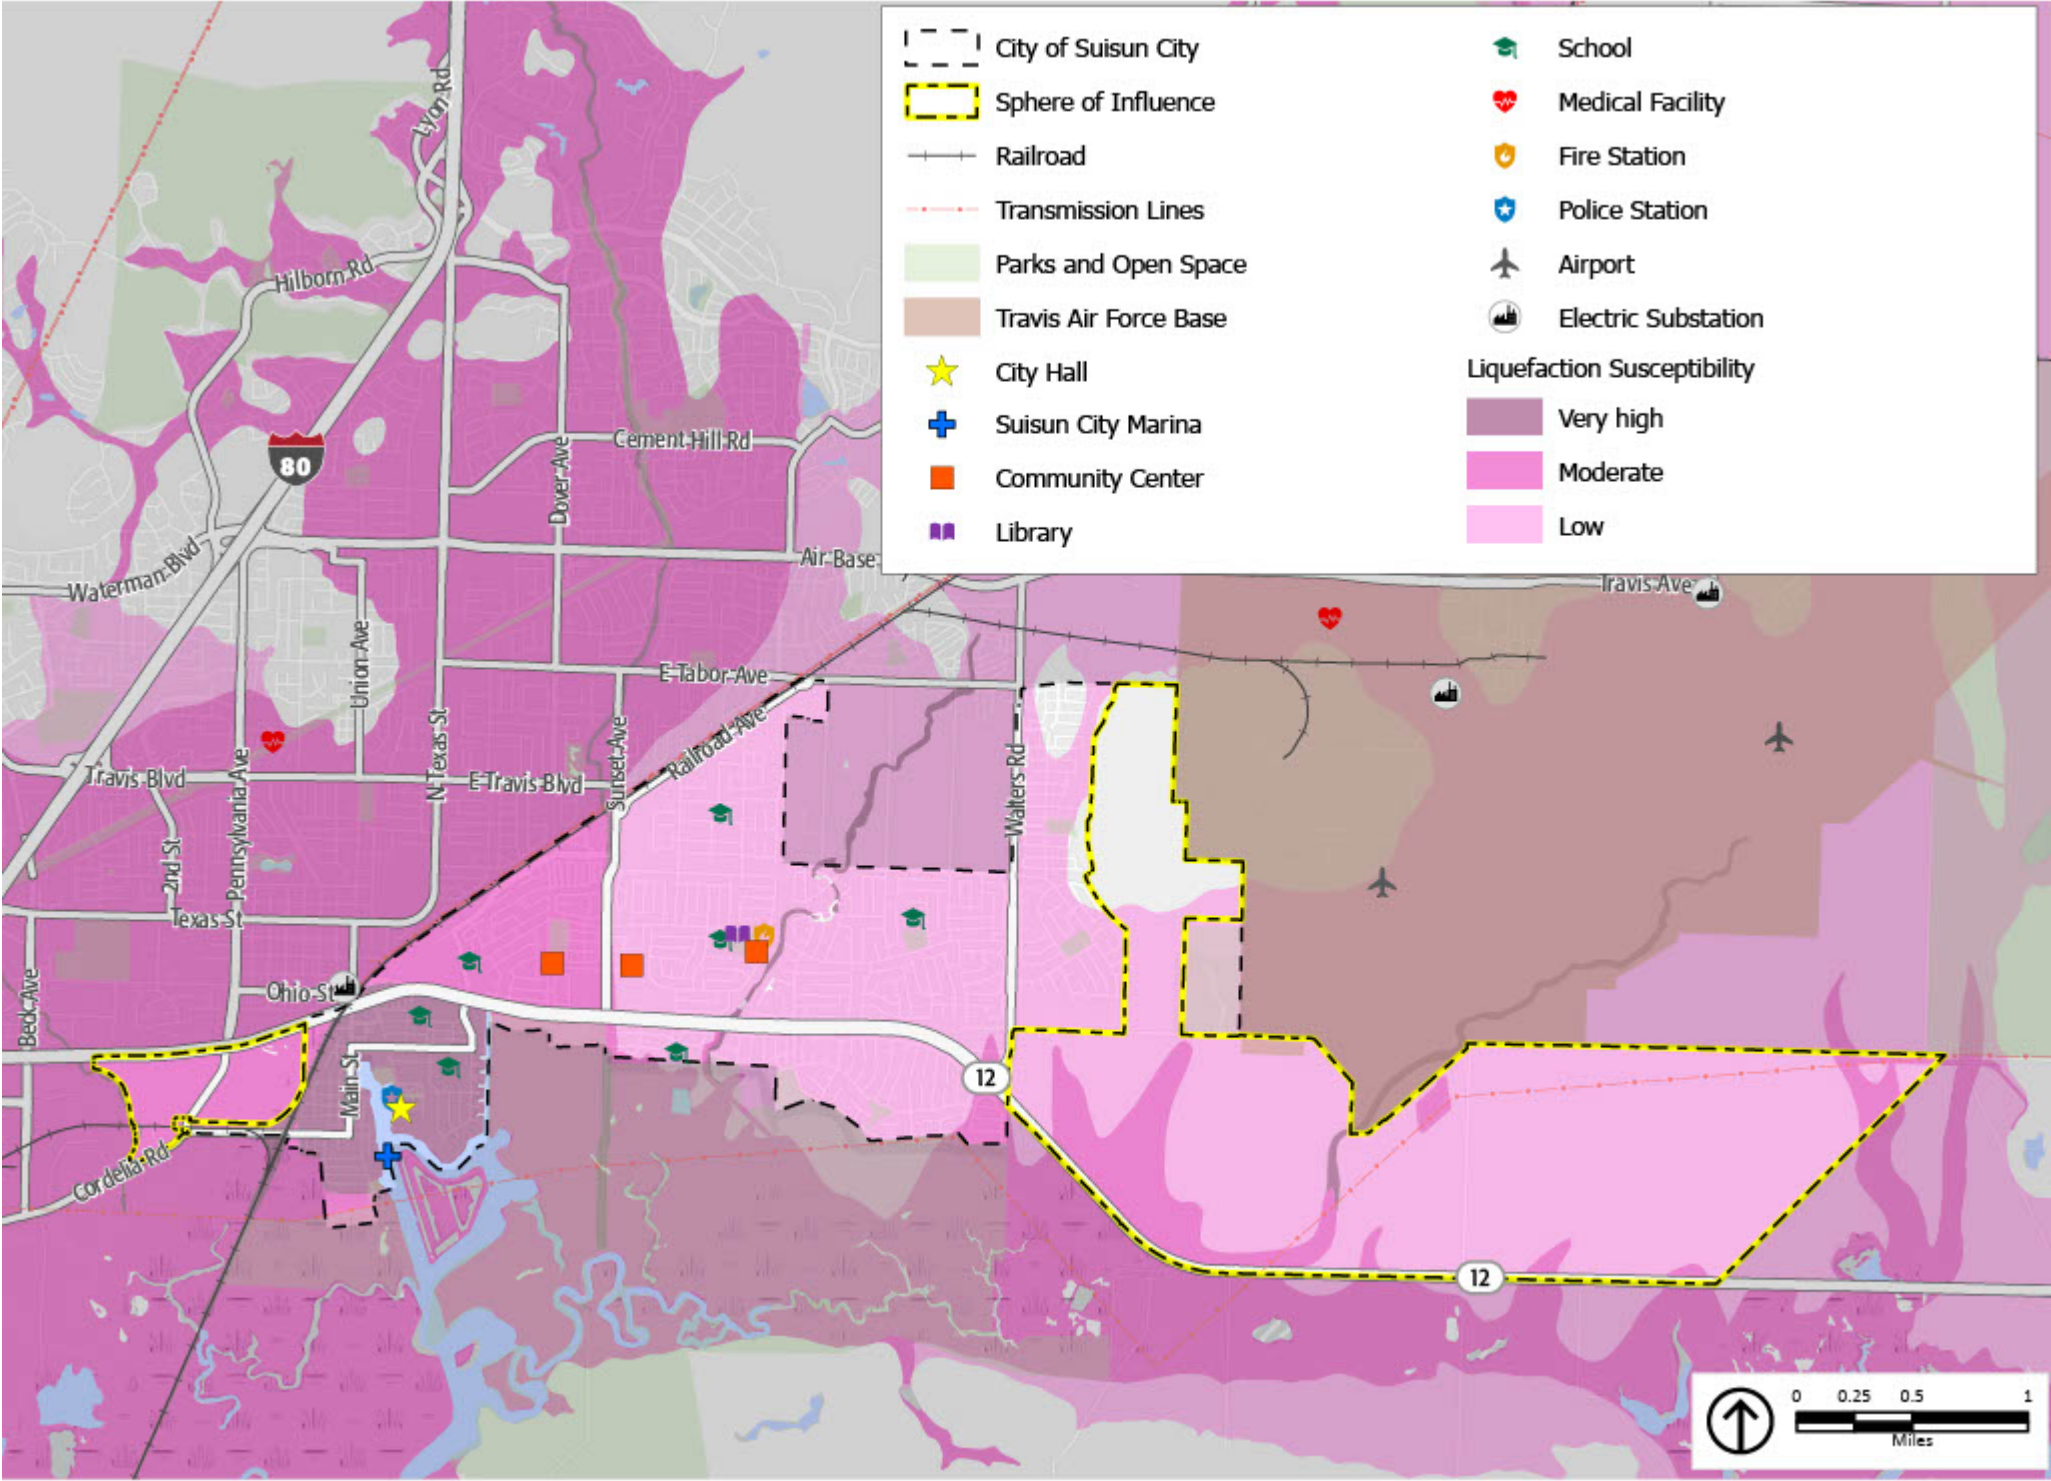 City of Suisun City
Sphere of Influence
Railroad
Transmission Lines
Parks and Open Space
Travis Air Force Base
City Hall
Suisun City Marina
Community Center
Library
School
Medical Facility
Fire Station
Police Station
Airport
Electric Substation
Liquefaction Susceptibility
Very high
Moderate
Low
Lyon Rd
Hilborn Rd
80
Cement Hill Rd
Dover Ave
Waterman Blvd
Air Base
Travis Ave
Union Ave
E Tabor Ave
N Texas St
Sunset Ave
Railroad Ave
Walters Rd
Travis Blvd
E Travis Blvd
Pennsylvania Ave
2nd St
Texas St
Beck Ave
Ohio St
Main St
Cordelia Rd
12
12
0 0.25 0.5 1
Miles